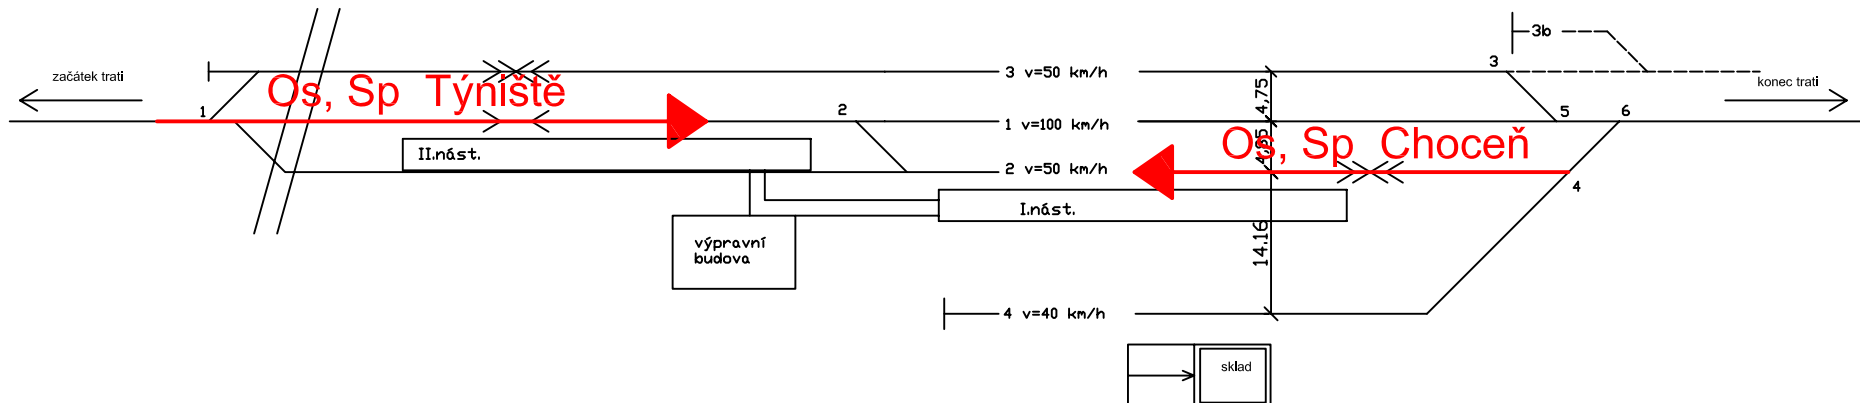 3b
začátek trati
3 v=50 km/h
3
konec trati
Os, Sp Týniště
4,75
1
2
1 v=100 km/h
5
6
Os, Sp Choceň
II.nást.
2 v=50 km/h
4
I.nást.
výpravní
budova
14.16
4 v=40 km/h
sklad